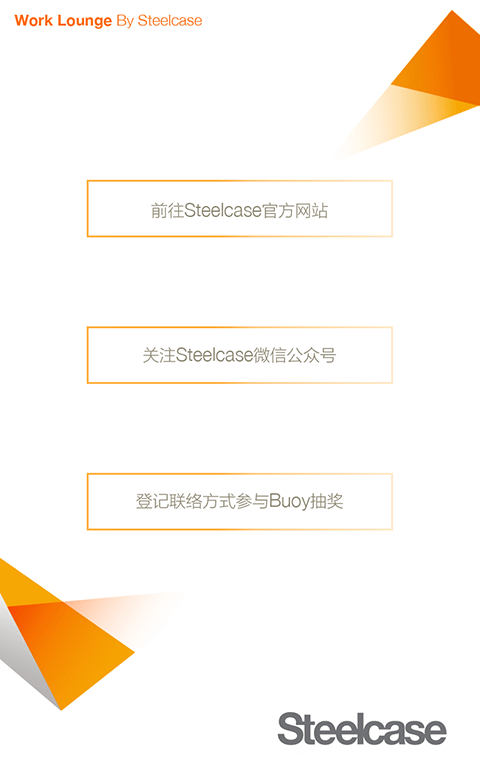 Work Lounge By Steelcase
前往Steelcase官方网站
关注Steelcase微信公众号
登记联络方式参与Buoy抽奖
Steelcase